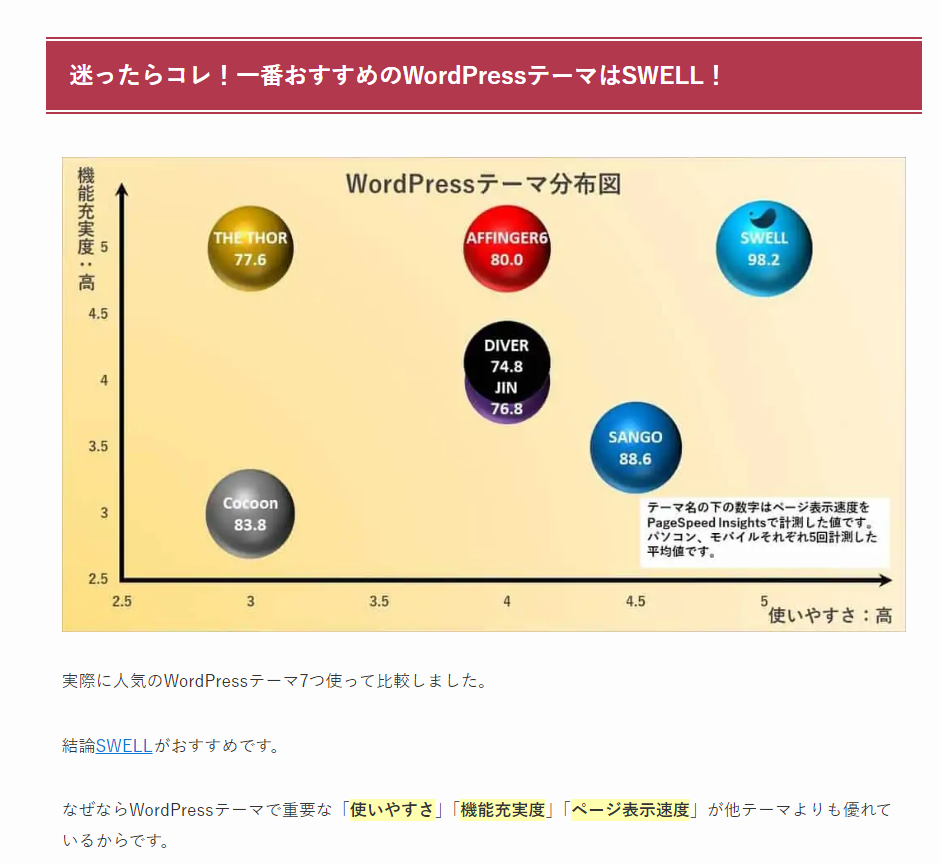 迷ったらコレ！一番おすすめのWordPressテーマはSWELL！
WordPressテーマ分布図
機能充実度：高
5
4.5
4
3.5
3
2.5
THE THOR
77.6
AFFINGER6
80.0
SWELL
98.2
DIVER
74.8
JIN
76.8
SANGO
88.6
Cocoon
83.8
テーマ名の下の数字はページ表示速度を
PageSpeed Insightsで計測した値です。
パソコン、モバイルそれぞれ5回計測した
平均値です。
2.5
3
3.5
4
4.5
5
使いやすさ：高
実際に人気のWordPressテーマ7つ使って比較しました。
結論SWELLがおすすめです。
なぜならWordPressテーマで重要な「使いやすさ」「機能充実度」「ページ表示速度」が他テーマよりも優れて
いるからです。